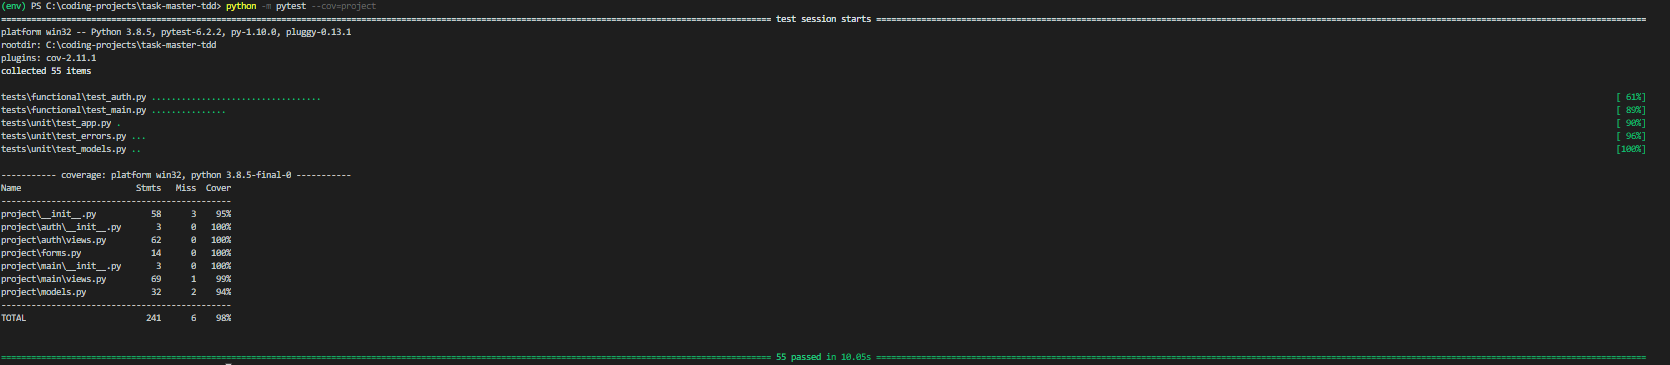 (env) PS C:\coding-projects\task-master-tdd> python -m pytest --cov=project
============================= test session starts =============================
platform win32 -- Python 3.8.5, pytest-6.2.2, py-1.10.0, pluggy-0.13.1
rootdir: C:\coding-projects\task-master-tdd
plugins: cov-2.11.1
collected 55 items
tests\functional\test_auth.py .................................. [ 61%]
tests\functional\test_main.py ............... [ 89%]
tests\unit\test_app.py . [ 90%]
tests\unit\test_errors.py ... [ 96%]
tests\unit\test_models.py .. [100%]
----------- coverage: platform win32, python 3.8.5-final-0 -----------
Name Stmts Miss Cover
----------------------------------------------
project\__init__.py 58 3 95%
project\auth\__init__.py 3 0 100%
project\auth\views.py 62 0 100%
project\forms.py 14 0 100%
project\main\__init__.py 3 0 100%
project\main\views.py 69 1 99%
project\models.py 32 2 94%
----------------------------------------------
TOTAL 241 6 98%
============================= 55 passed in 10.05s =============================